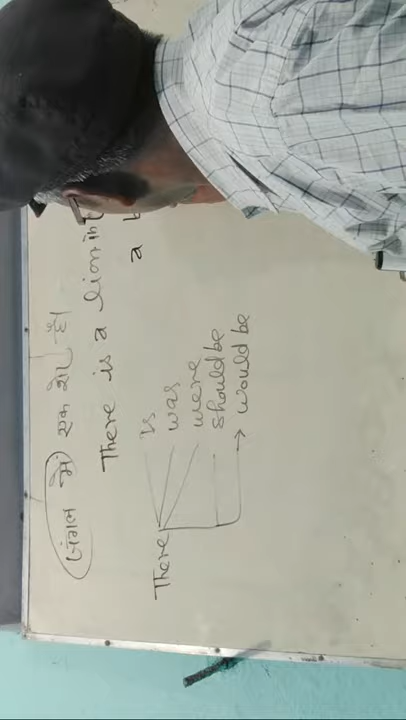 जंगल में एक शेर है।
There is a lion in
a
There is
was
were
should be
would be